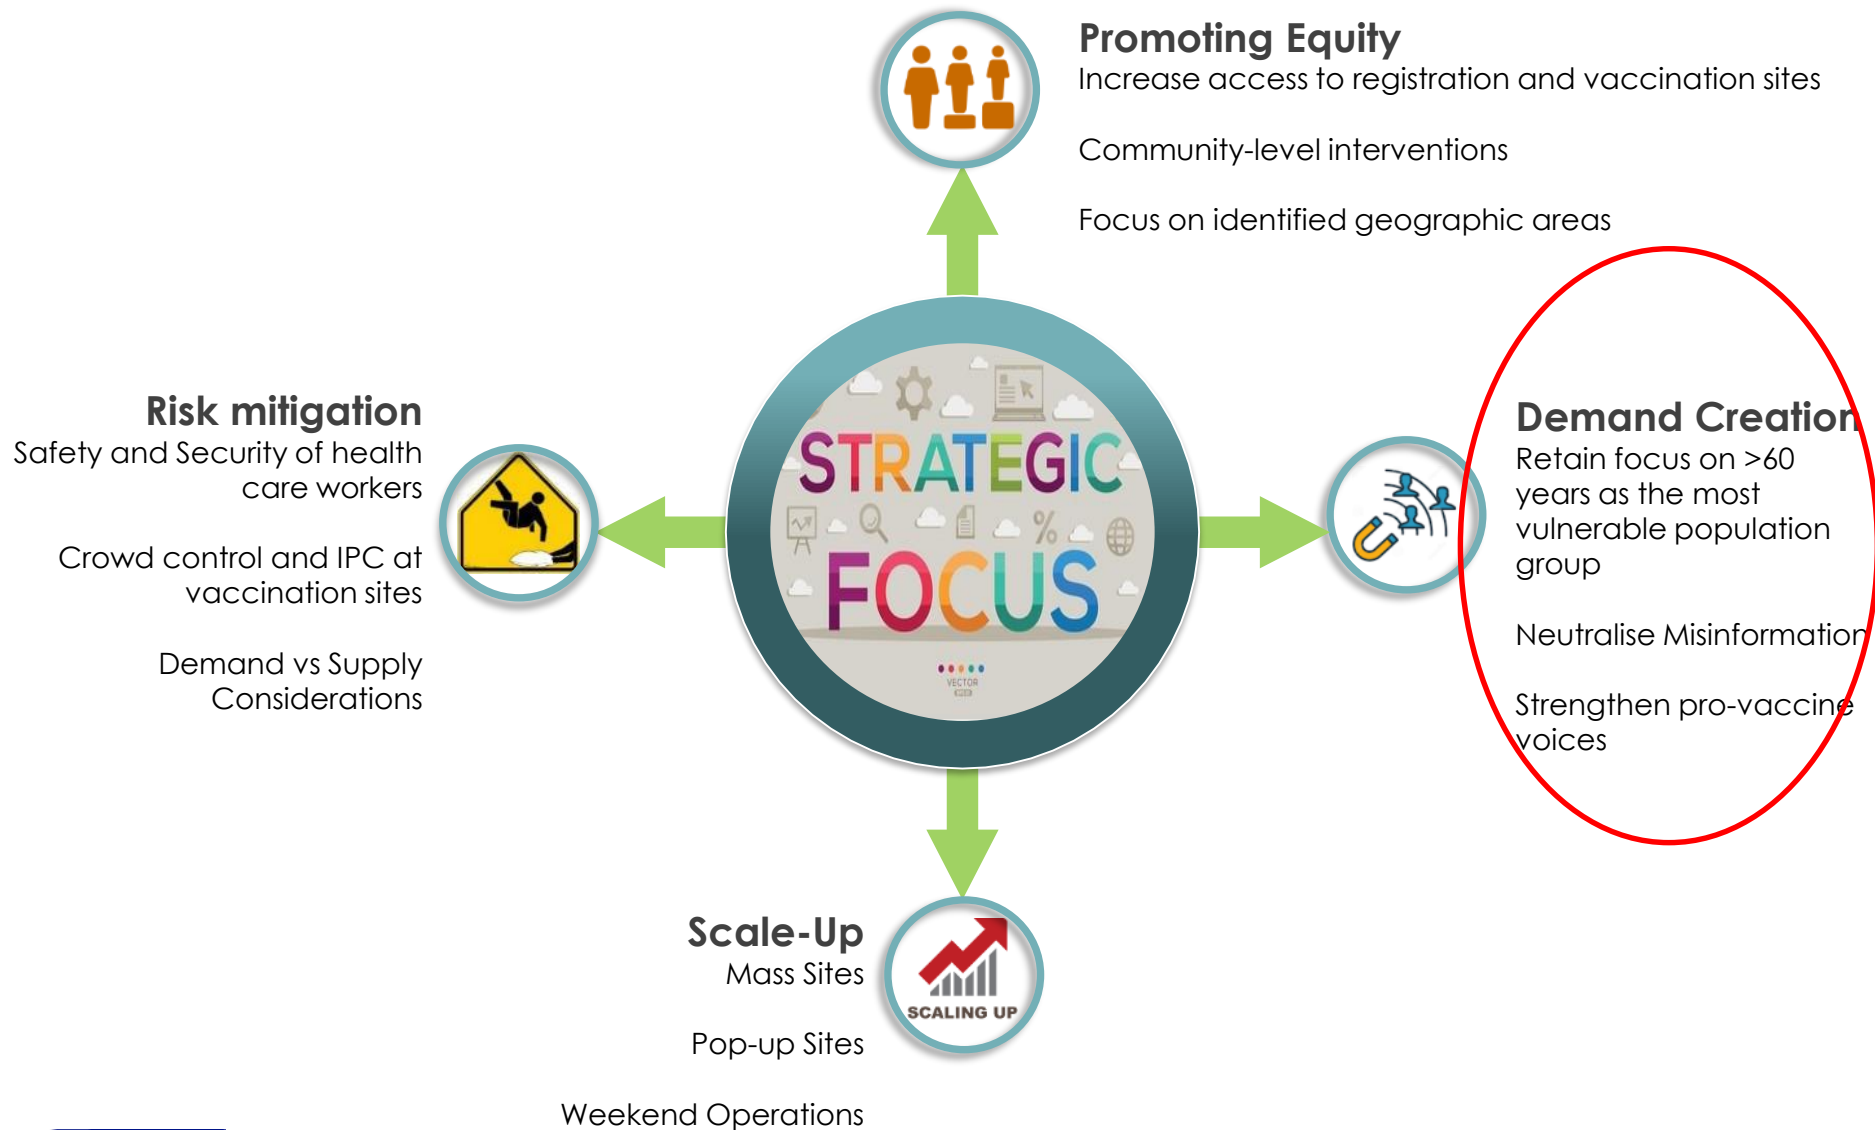 Promoting Equity
Increase access to registration and vaccination sites
Community-level interventions
Focus on identified geographic areas
Risk mitigation
Safety and Security of health
care workers
Crowd control and IPC at
vaccination sites
Demand vs Supply
Considerations
STRATEGIC
%
FOCUS
VECTOR
Demand Creation
Retain focus on >60
years as the most
vulnerable population
group
Neutralise Misinformation
Strengthen pro-vaccine
voices
Scale-Up
Mass Sites
Pop-up Sites
Weekend Operations
SCALING UP